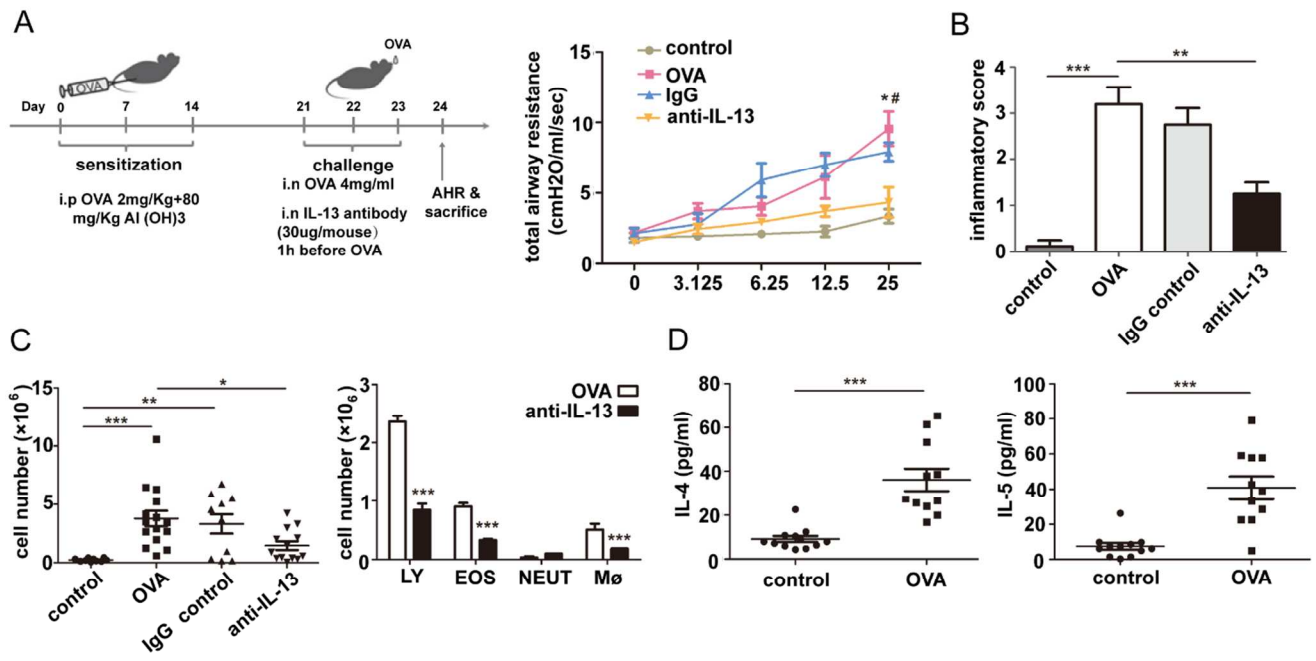 A
OVA
OVA
Day 0 7 14 21 22 23 24
sensitization
challenge
i.p OVA 2mg/Kg+80
mg/Kg Al (OH)3
i.n OVA 4mg/ml
i.n IL-13 antibody
(30ug/mouse）
1h before OVA
AHR &
sacrifice
total airway resistance
(cmH2O/ml/sec)
15
10
5
0
control
OVA
IgG
anti-IL-13
*#
0 3.125 6.25 12.5 25
B
inflammatory score
4
3
2
1
0
***
**
control
OVA
IgG control
anti-IL-13
C
cell number (×10⁶)
15
10
5
0
*
**
***
control
OVA
IgG control
anti-IL-13
cell number (×10₆)
3
2
1
0
OVA
anti-IL-13
***
***
***
LY EOS NEUT Mø
D
IL-4 (pg/ml)
80
60
40
20
0
***
control OVA
IL-5 (pg/ml)
100
80
60
40
20
0
***
control OVA